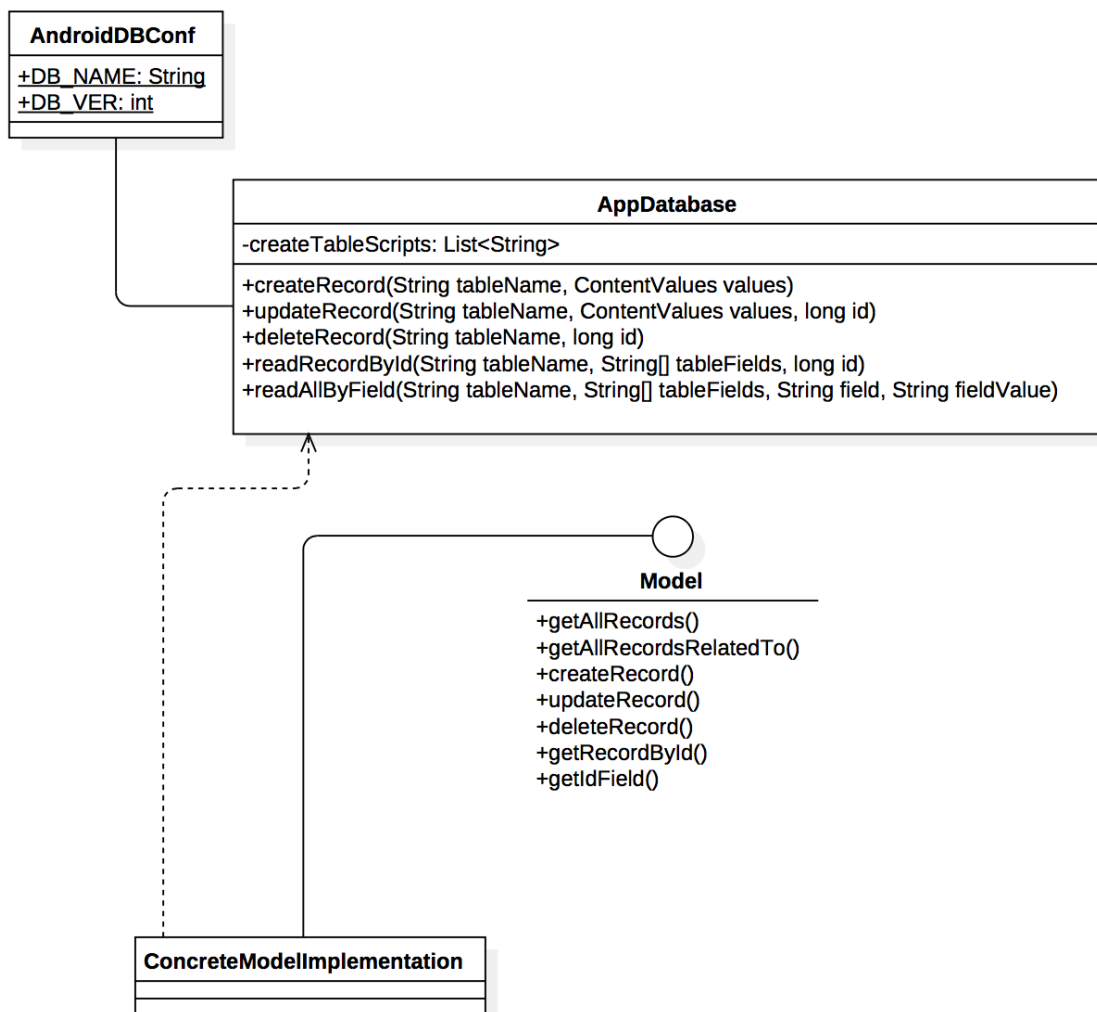 AndroidDBConf
+DB_NAME: String
+DB_VER: int
AppDatabase
-createTableScripts: List<String>
+createRecord(String tableName, ContentValues values)
+updateRecord(String tableName, ContentValues values, long id)
+deleteRecord(String tableName, long id)
+readRecordById(String tableName, String[] tableFields, long id)
+readAllByField(String tableName, String[] tableFields, String field, String fieldValue)
Model
+getAllRecords()
+getAllRecordsRelatedTo()
+createRecord()
+updateRecord()
+deleteRecord()
+getRecordById()
+getIdField()
ConcreteModelImplementation